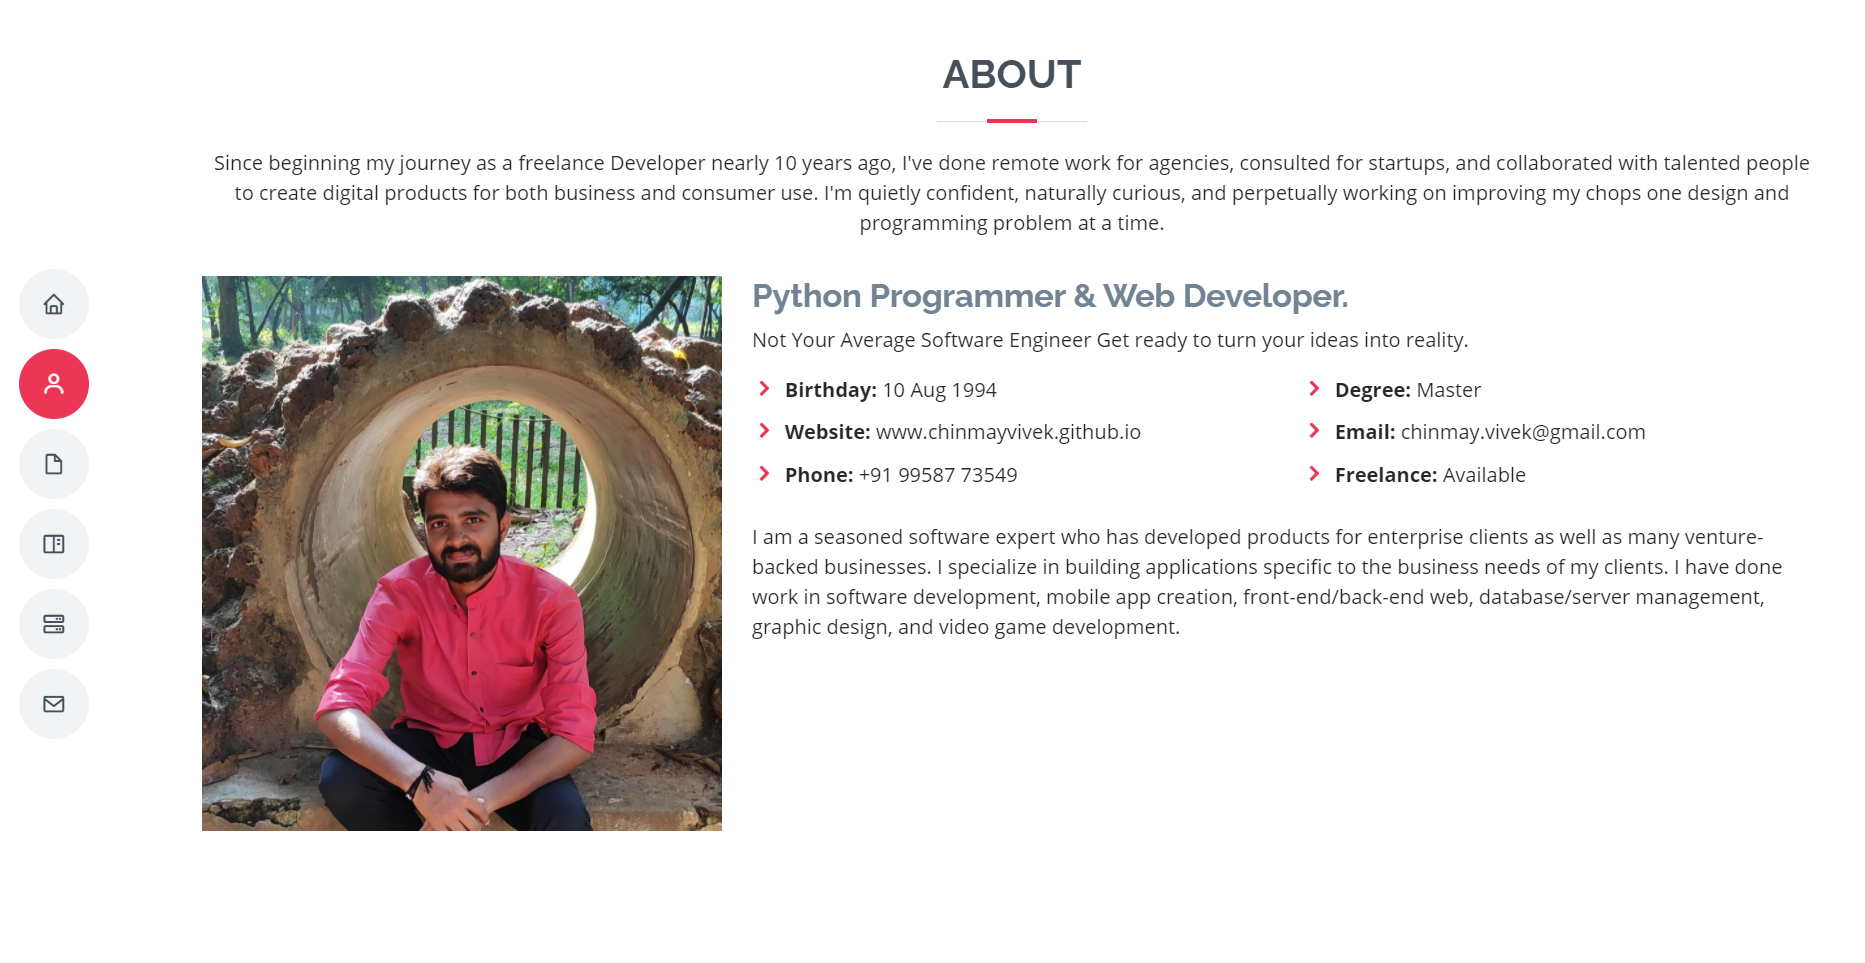 ABOUT
Since beginning my journey as a freelance Developer nearly 10 years ago, I've done remote work for agencies, consulted for startups, and collaborated with talented people
to create digital products for both business and consumer use. I'm quietly confident, naturally curious, and perpetually working on improving my chops one design and
programming problem at a time.
Python Programmer & Web Developer.
Not Your Average Software Engineer Get ready to turn your ideas into reality.
Birthday: 10 Aug 1994
Degree: Master
Website: www.chinmayvivek.github.io
Email: chinmay.vivek@gmail.com
Phone: +91 99587 73549
Freelance: Available
I am a seasoned software expert who has developed products for enterprise clients as well as many venture-
backed businesses. I specialize in building applications specific to the business needs of my clients. I have done
work in software development, mobile app creation, front-end/back-end web, database/server management,
graphic design, and video game development.